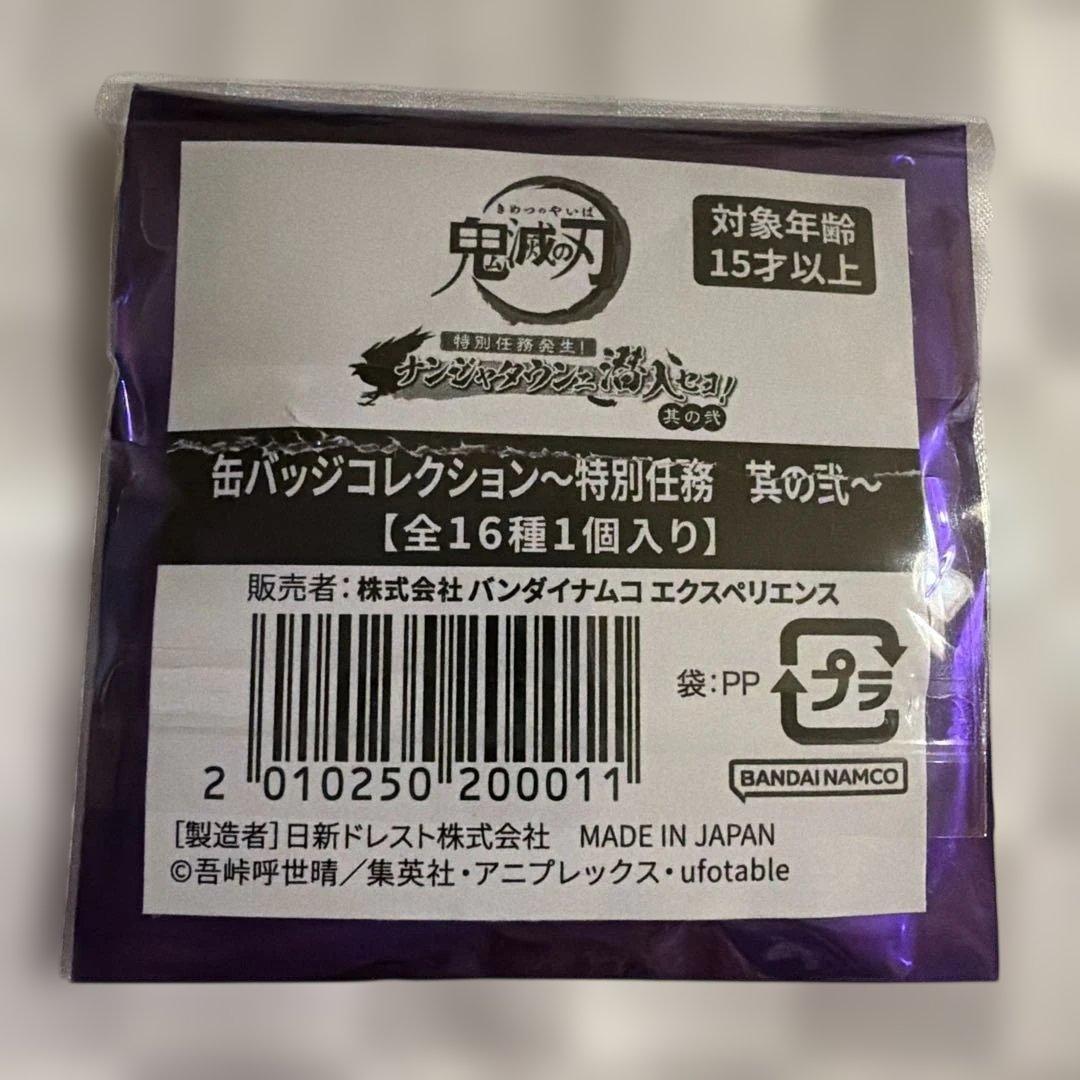 きめつのやいば
鬼滅の刃
対象年齢
15才以上
特別任務発生!
ナンジャタウンニ潜入セヨ!
其の弐
缶バッジコレクション〜特別任務 其の弐〜
【全16種1個入り】
販売者:株式会社 バンダイナムコ エクスペリエンス
袋:PP
プラ
BANDAI NAMCO
2 010250 200011
[製造者]日新ドレスト株式会社 MADE IN JAPAN
©吾峠呼世晴/集英社・アニプレックス・ufotable